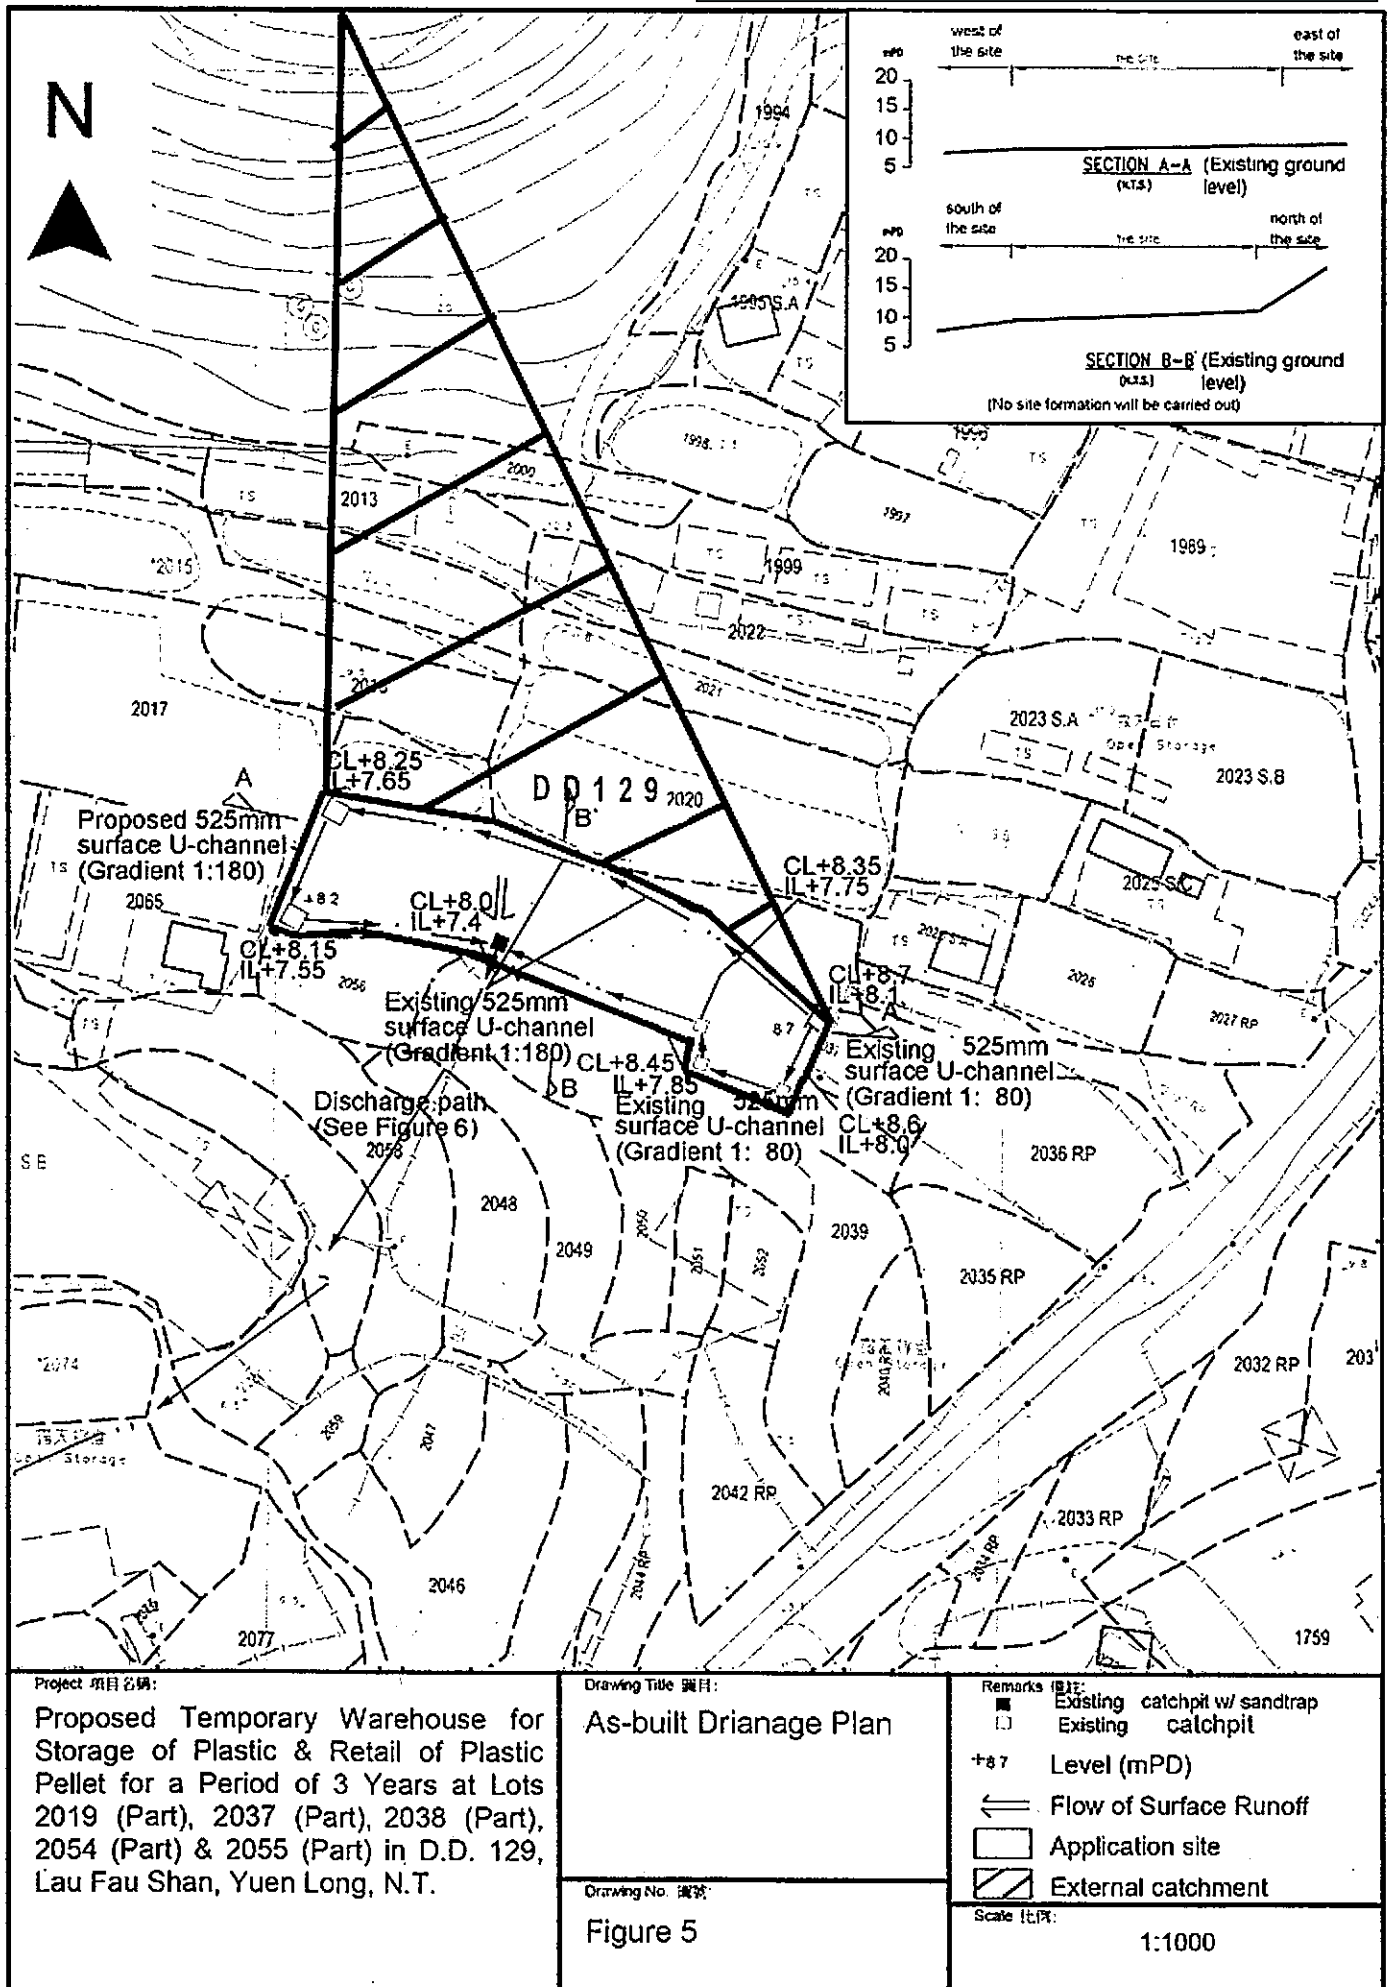 N
west of
the site
east of
the site
the site
mPD
20
15
10
5
SECTION A-A (Existing ground
(N.T.S.)
level)
south of
the site
north of
the site
the site
mPD
20
15
10
5
SECTION B-B' (Existing ground
(N.T.S.)
level)
(No site formation will be carried out)
1994
1995 S.A
1996
1997
1999
2000
2013
2022
2021
2017
2023 S.A
Open Storage
2023 S.B
D D 1 2 9
2020
CL+8.25
IL+7.65
A
B'
Proposed 525mm
surface U-channel
(Gradient 1:180)
TS
2065
+8.2
CL+8.0
IL+7.4
CL+8.35
IL+7.75
CL+8.15
IL+7.55
2056
2026
2027 RP
CL+8.7
IL+8.1
A
8.7
Existing 525mm
surface U-channel
(Gradient 1:180)
CL+8.45
IL+7.85
B
Existing 525mm
surface U-channel
(Gradient 1: 80)
Existing 525mm
surface U-channel
(Gradient 1: 80)
CL+8.6
IL+8.0
Discharge path
(See Figure 6)
2058
2036 RP
S E
2048
2049
2050
2051
2052
2039
2035 RP
2074
2032 RP
2059
2047
2042 RP
2033 RP
2034 RP
2044 RP
2046
2077
1759
Project 項目名稱:
Proposed Temporary Warehouse for
Storage of Plastic & Retail of Plastic
Pellet for a Period of 3 Years at Lots
2019 (Part), 2037 (Part), 2038 (Part),
2054 (Part) & 2055 (Part) in D.D. 129,
Lau Fau Shan, Yuen Long, N.T.
Drawing Title 圖目:
As-built Drianage Plan
Drawing No. 圖號:
Figure 5
Remarks 備註:
Existing catchpit w/ sandtrap
Existing catchpit
+8.7 Level (mPD)
Flow of Surface Runoff
Application site
External catchment
Scale 比例:
1:1000